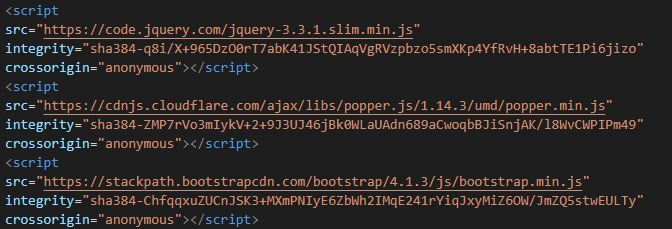 <script
src="https://code.jquery.com/jquery-3.3.1.slim.min.js"
integrity="sha384-q8i/X+965DzO0rT7abK41JStQIAqVgRVzpbzo5smXKp4YfRvH+8abtTE1Pi6jizo"
crossorigin="anonymous"></script>
<script
src="https://cdnjs.cloudflare.com/ajax/libs/popper.js/1.14.3/umd/popper.min.js"
integrity="sha384-ZMP7rVo3mIykV+2+9J3UJ46jBk0WLaUAdn689aCwoqbBJiSnjAK/l8WvCWPIPm49"
crossorigin="anonymous"></script>
<script
src="https://stackpath.bootstrapcdn.com/bootstrap/4.1.3/js/bootstrap.min.js"
integrity="sha384-ChfqqxuZUCnJSK3+MXmPNIyE6ZbWh2IMqE241rYiqJxyMiZ6OW/JmZQ5stwEULTy"
crossorigin="anonymous"></script>